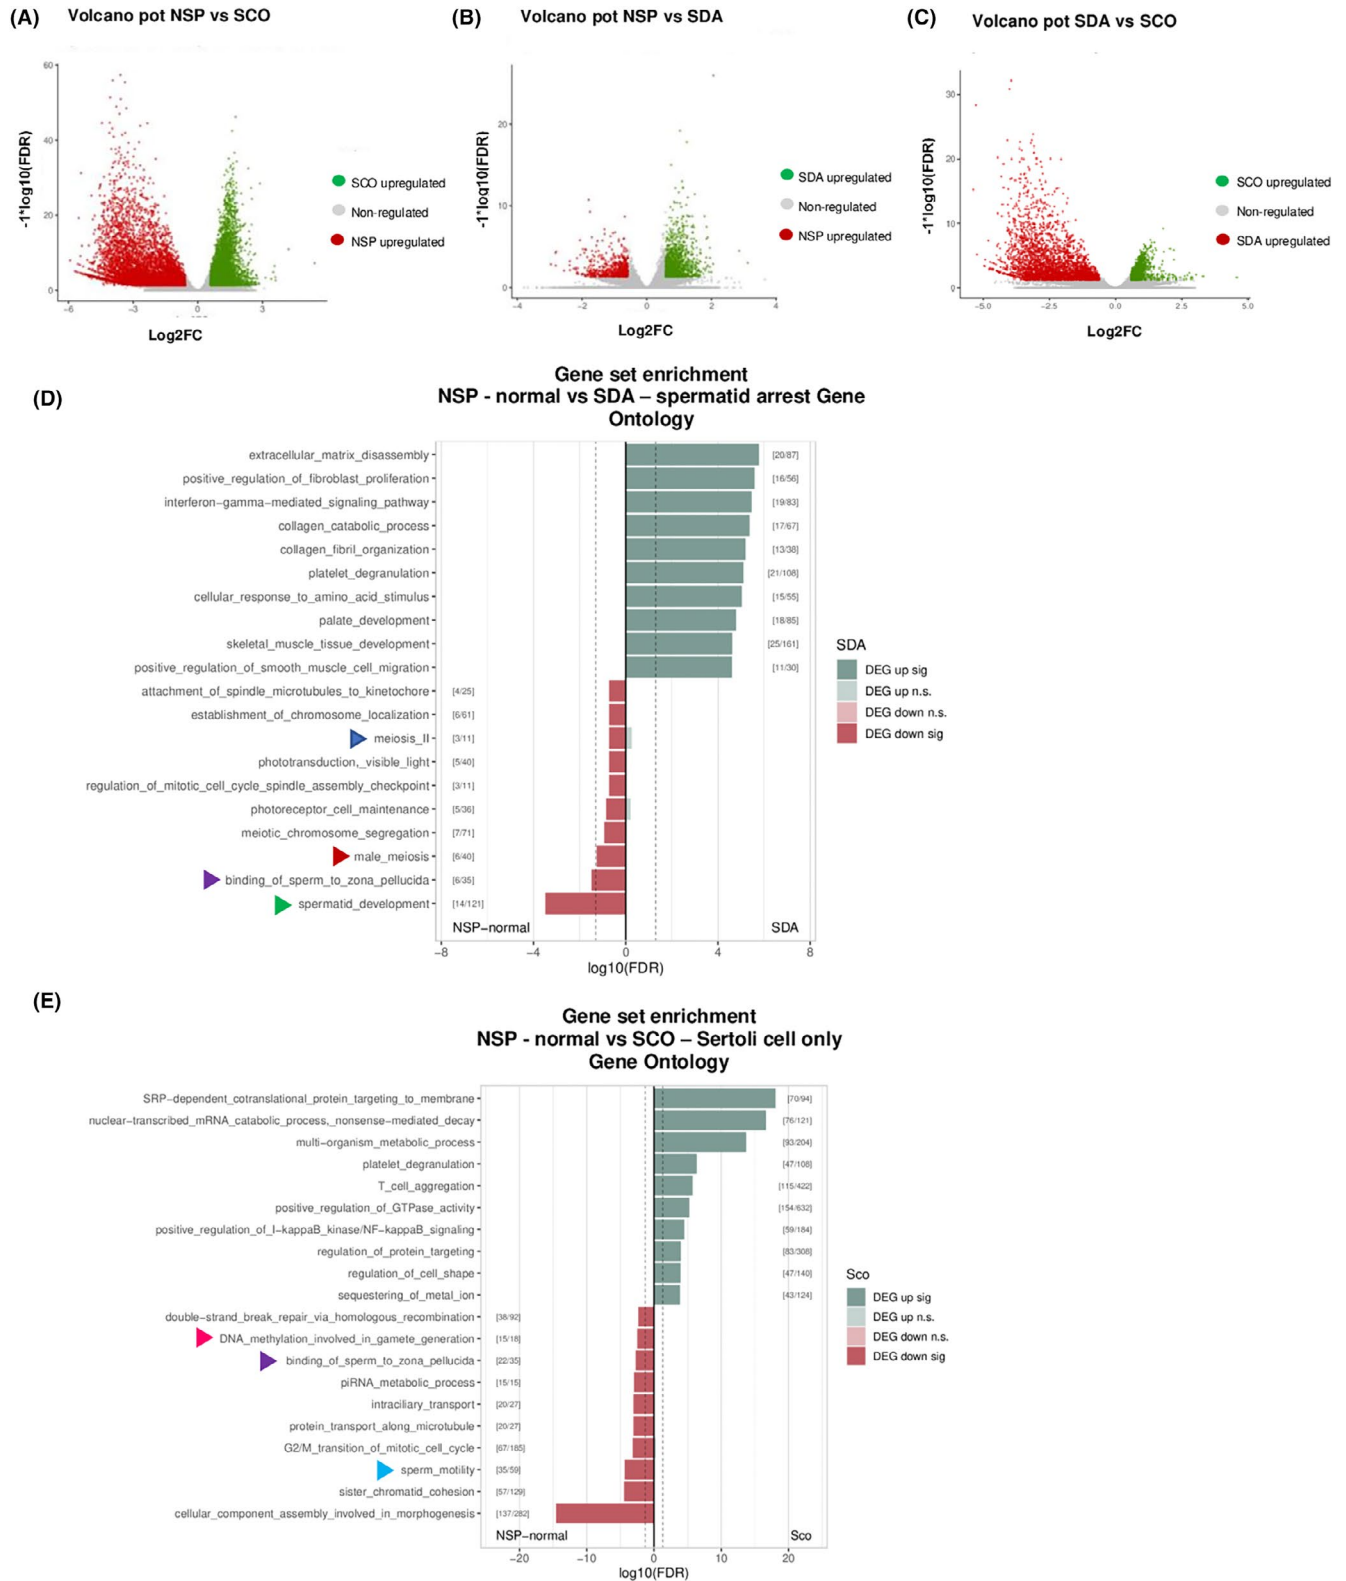 (A) Volcano pot NSP vs SCO
60
40
20
0
-1*log10(FDR)
−6 −3 0 3
Log2FC
SCO upregulated
Non-regulated
NSP upregulated
(B) Volcano pot NSP vs SDA
20
10
0
-1*log10(FDR)
−4 −2 0 2 4
Log2FC
SDA upregulated
Non-regulated
NSP upregulated
(C) Volcano pot SDA vs SCO
30
20
10
0
-1*log10(FDR)
−5.0 −2.5 0.0 2.5 5.0
Log2FC
SCO upregulated
Non-regulated
SDA upregulated
(D)
Gene set enrichment
NSP - normal vs SDA – spermatid arrest Gene
Ontology
extracellular_matrix_disassembly [20/87]
positive_regulation_of_fibroblast_proliferation [16/56]
interferon−gamma−mediated_signaling_pathway [19/83]
collagen_catabolic_process [17/67]
collagen_fibril_organization [13/38]
platelet_degranulation [21/108]
cellular_response_to_amino_acid_stimulus [15/55]
palate_development [18/85]
skeletal_muscle_tissue_development [25/161]
positive_regulation_of_smooth_muscle_cell_migration [11/30]
attachment_of_spindle_microtubules_to_kinetochore [4/25]
establishment_of_chromosome_localization [6/61]
meiosis_II [3/11]
phototransduction,_visible_light [5/40]
regulation_of_mitotic_cell_cycle_spindle_assembly_checkpoint [3/11]
photoreceptor_cell_maintenance [5/36]
meiotic_chromosome_segregation [7/71]
male_meiosis [6/40]
binding_of_sperm_to_zona_pellucida [6/35]
spermatid_development [14/121]
NSP−normal SDA
−8 −4 0 4 8
log10(FDR)
SDA
DEG up sig
DEG up n.s.
DEG down n.s.
DEG down sig
(E)
Gene set enrichment
NSP - normal vs SCO – Sertoli cell only
Gene Ontology
SRP−dependent_cotranslational_protein_targeting_to_membrane [70/94]
nuclear−transcribed_mRNA_catabolic_process,_nonsense−mediated_decay [76/121]
multi−organism_metabolic_process [93/204]
platelet_degranulation [47/108]
T_cell_aggregation [115/422]
positive_regulation_of_GTPase_activity [154/632]
positive_regulation_of_I−kappaB_kinase/NF−kappaB_signaling [59/184]
regulation_of_protein_targeting [83/308]
regulation_of_cell_shape [47/140]
sequestering_of_metal_ion [43/124]
double−strand_break_repair_via_homologous_recombination [38/92]
DNA_methylation_involved_in_gamete_generation [15/18]
binding_of_sperm_to_zona_pellucida [22/35]
piRNA_metabolic_process [15/15]
intraciliary_transport [20/27]
protein_transport_along_microtubule [20/27]
G2/M_transition_of_mitotic_cell_cycle [67/185]
sperm_motility [35/59]
sister_chromatid_cohesion [57/129]
cellular_component_assembly_involved_in_morphogenesis [137/282]
NSP−normal Sco
−20 −10 0 10 20
log10(FDR)
Sco
DEG up sig
DEG up n.s.
DEG down n.s.
DEG down sig